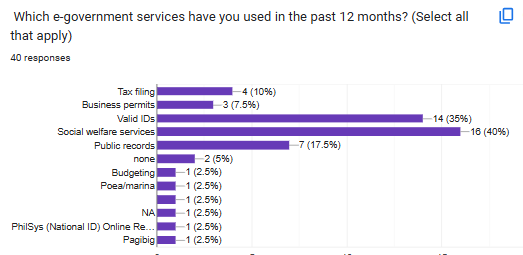 Which e-government services have you used in the past 12 months? (Select all
that apply)
40 responses
Tax filing 4 (10%)
Business permits 3 (7.5%)
Valid IDs 14 (35%)
Social welfare services 16 (40%)
Public records 7 (17.5%)
none 2 (5%)
Budgeting 1 (2.5%)
Poea/marina 1 (2.5%)
1 (2.5%)
NA 1 (2.5%)
PhilSys (National ID) Online Re... 1 (2.5%)
Pagibig 1 (2.5%)